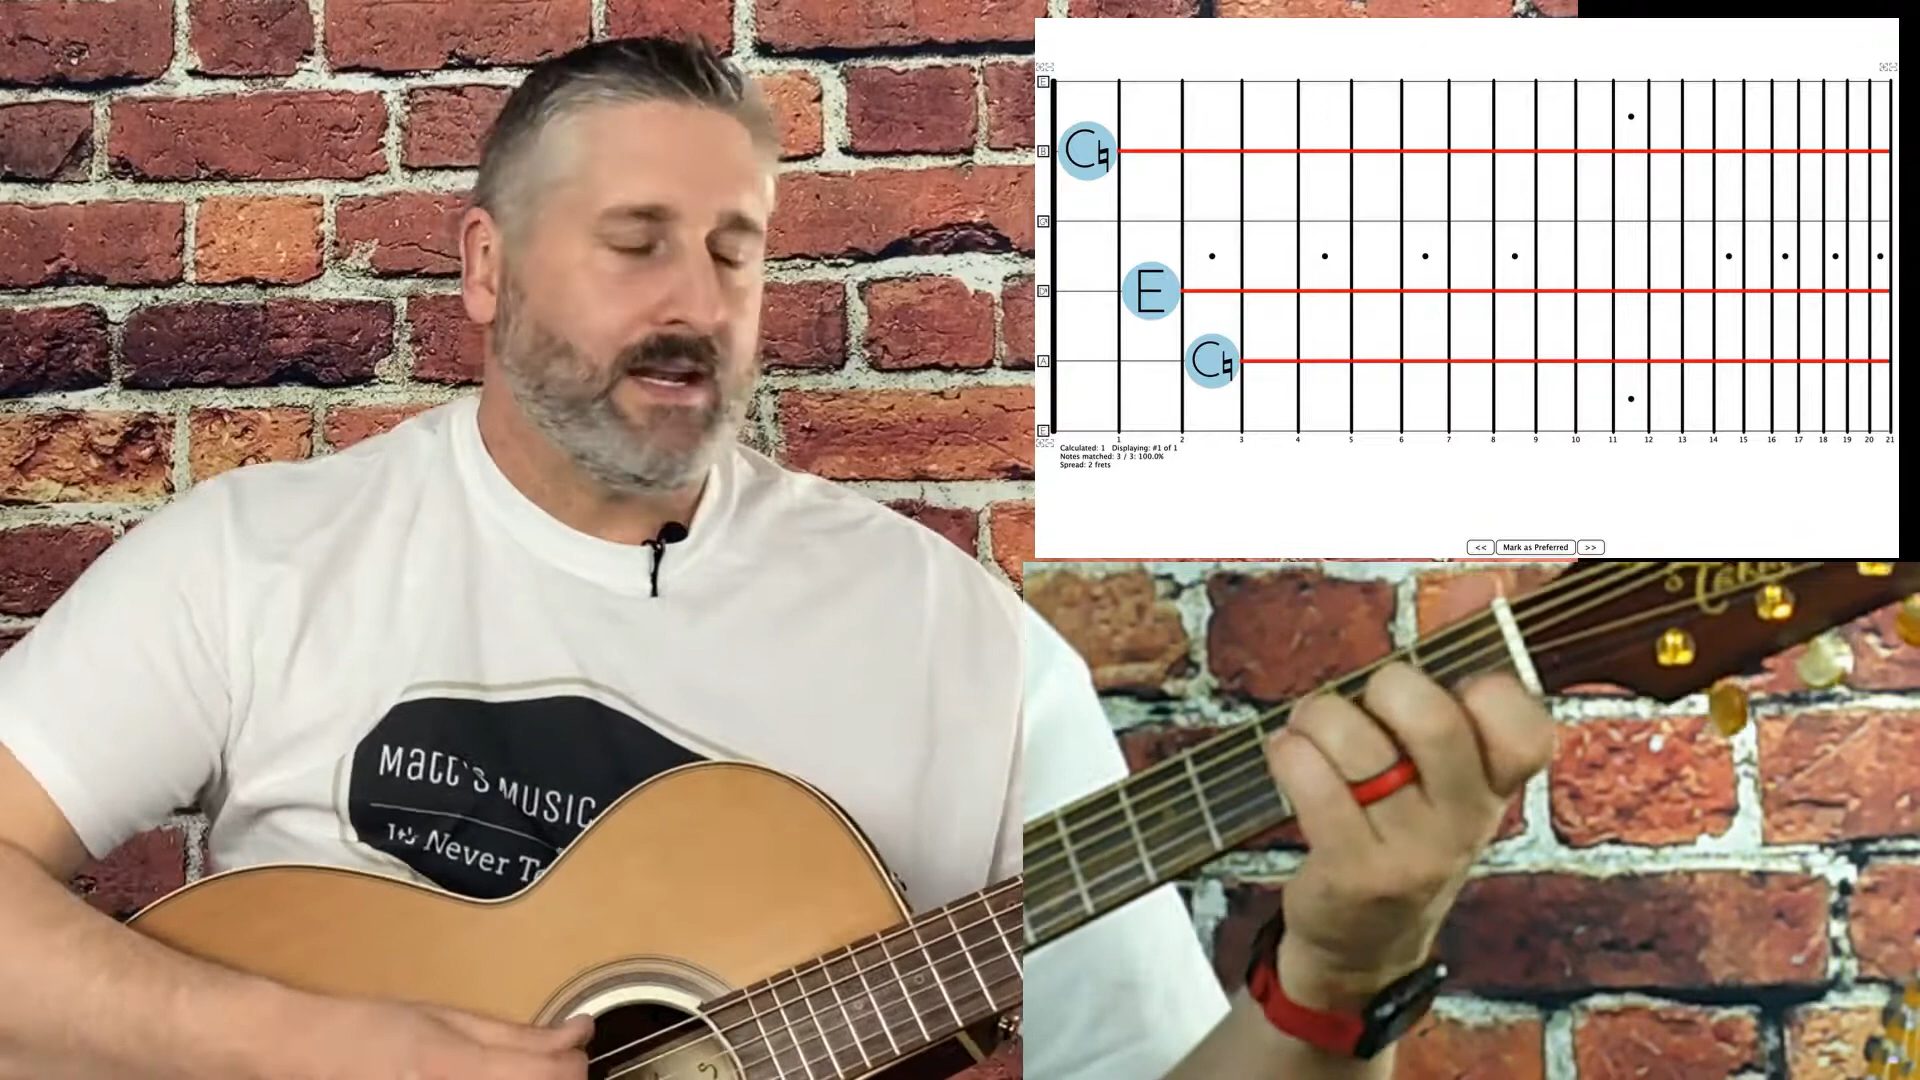 E
B
C♮
G
D
E
A
C♮
E
1 2 3 4 5 6 7 8 9 10 11 12 13 14 15 16 17 18 19 20 21
Calculated: 1 Displaying: #1 of 1
Notes matched: 3 / 3: 100.0%
Spread: 2 frets
<< Mark as Preferred >>
Matt's Music
It's Never To